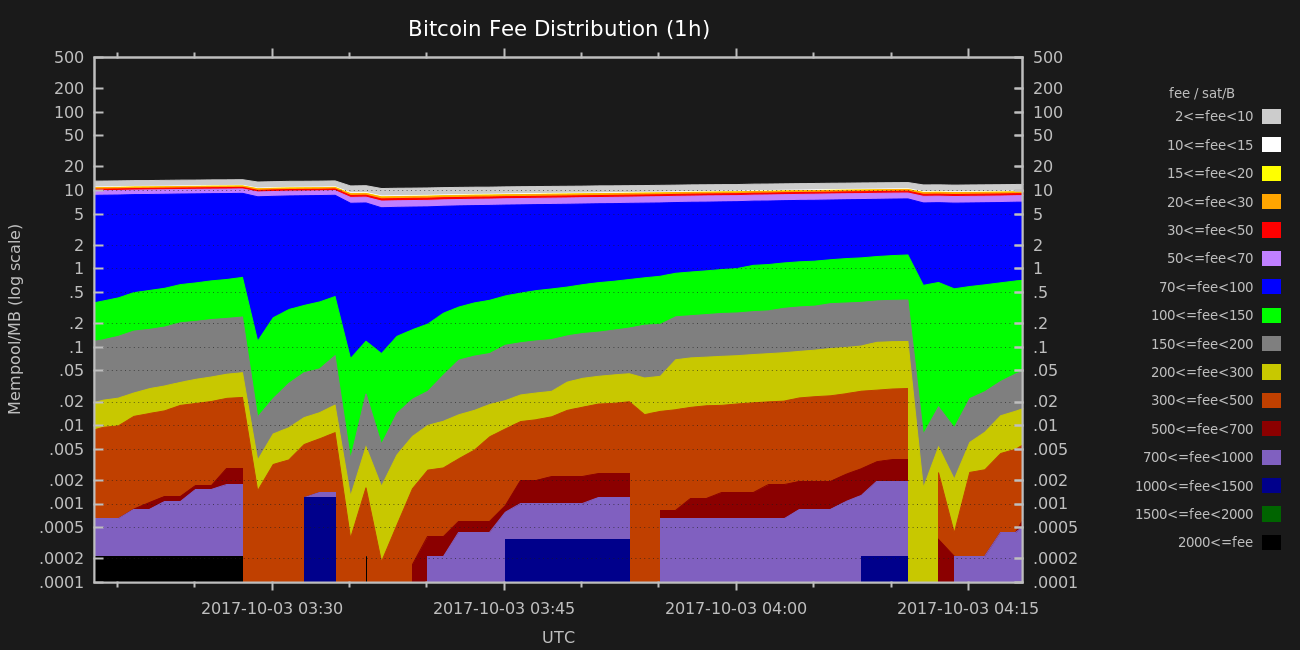 Bitcoin Fee Distribution (1h)
500 500
200 200
100 100
50 50
20 20
10 10
5 5
2 2
1 1
.5 .5
.2 .2
.1 .1
.05 .05
.02 .02
.01 .01
.005 .005
.002 .002
.001 .001
.0005 .0005
.0002 .0002
.0001 .0001
Mempool/MB (log scale)
2017-10-03 03:30 2017-10-03 03:45 2017-10-03 04:00 2017-10-03 04:15
UTC
fee / sat/B
2<=fee<10
10<=fee<15
15<=fee<20
20<=fee<30
30<=fee<50
50<=fee<70
70<=fee<100
100<=fee<150
150<=fee<200
200<=fee<300
300<=fee<500
500<=fee<700
700<=fee<1000
1000<=fee<1500
1500<=fee<2000
2000<=fee